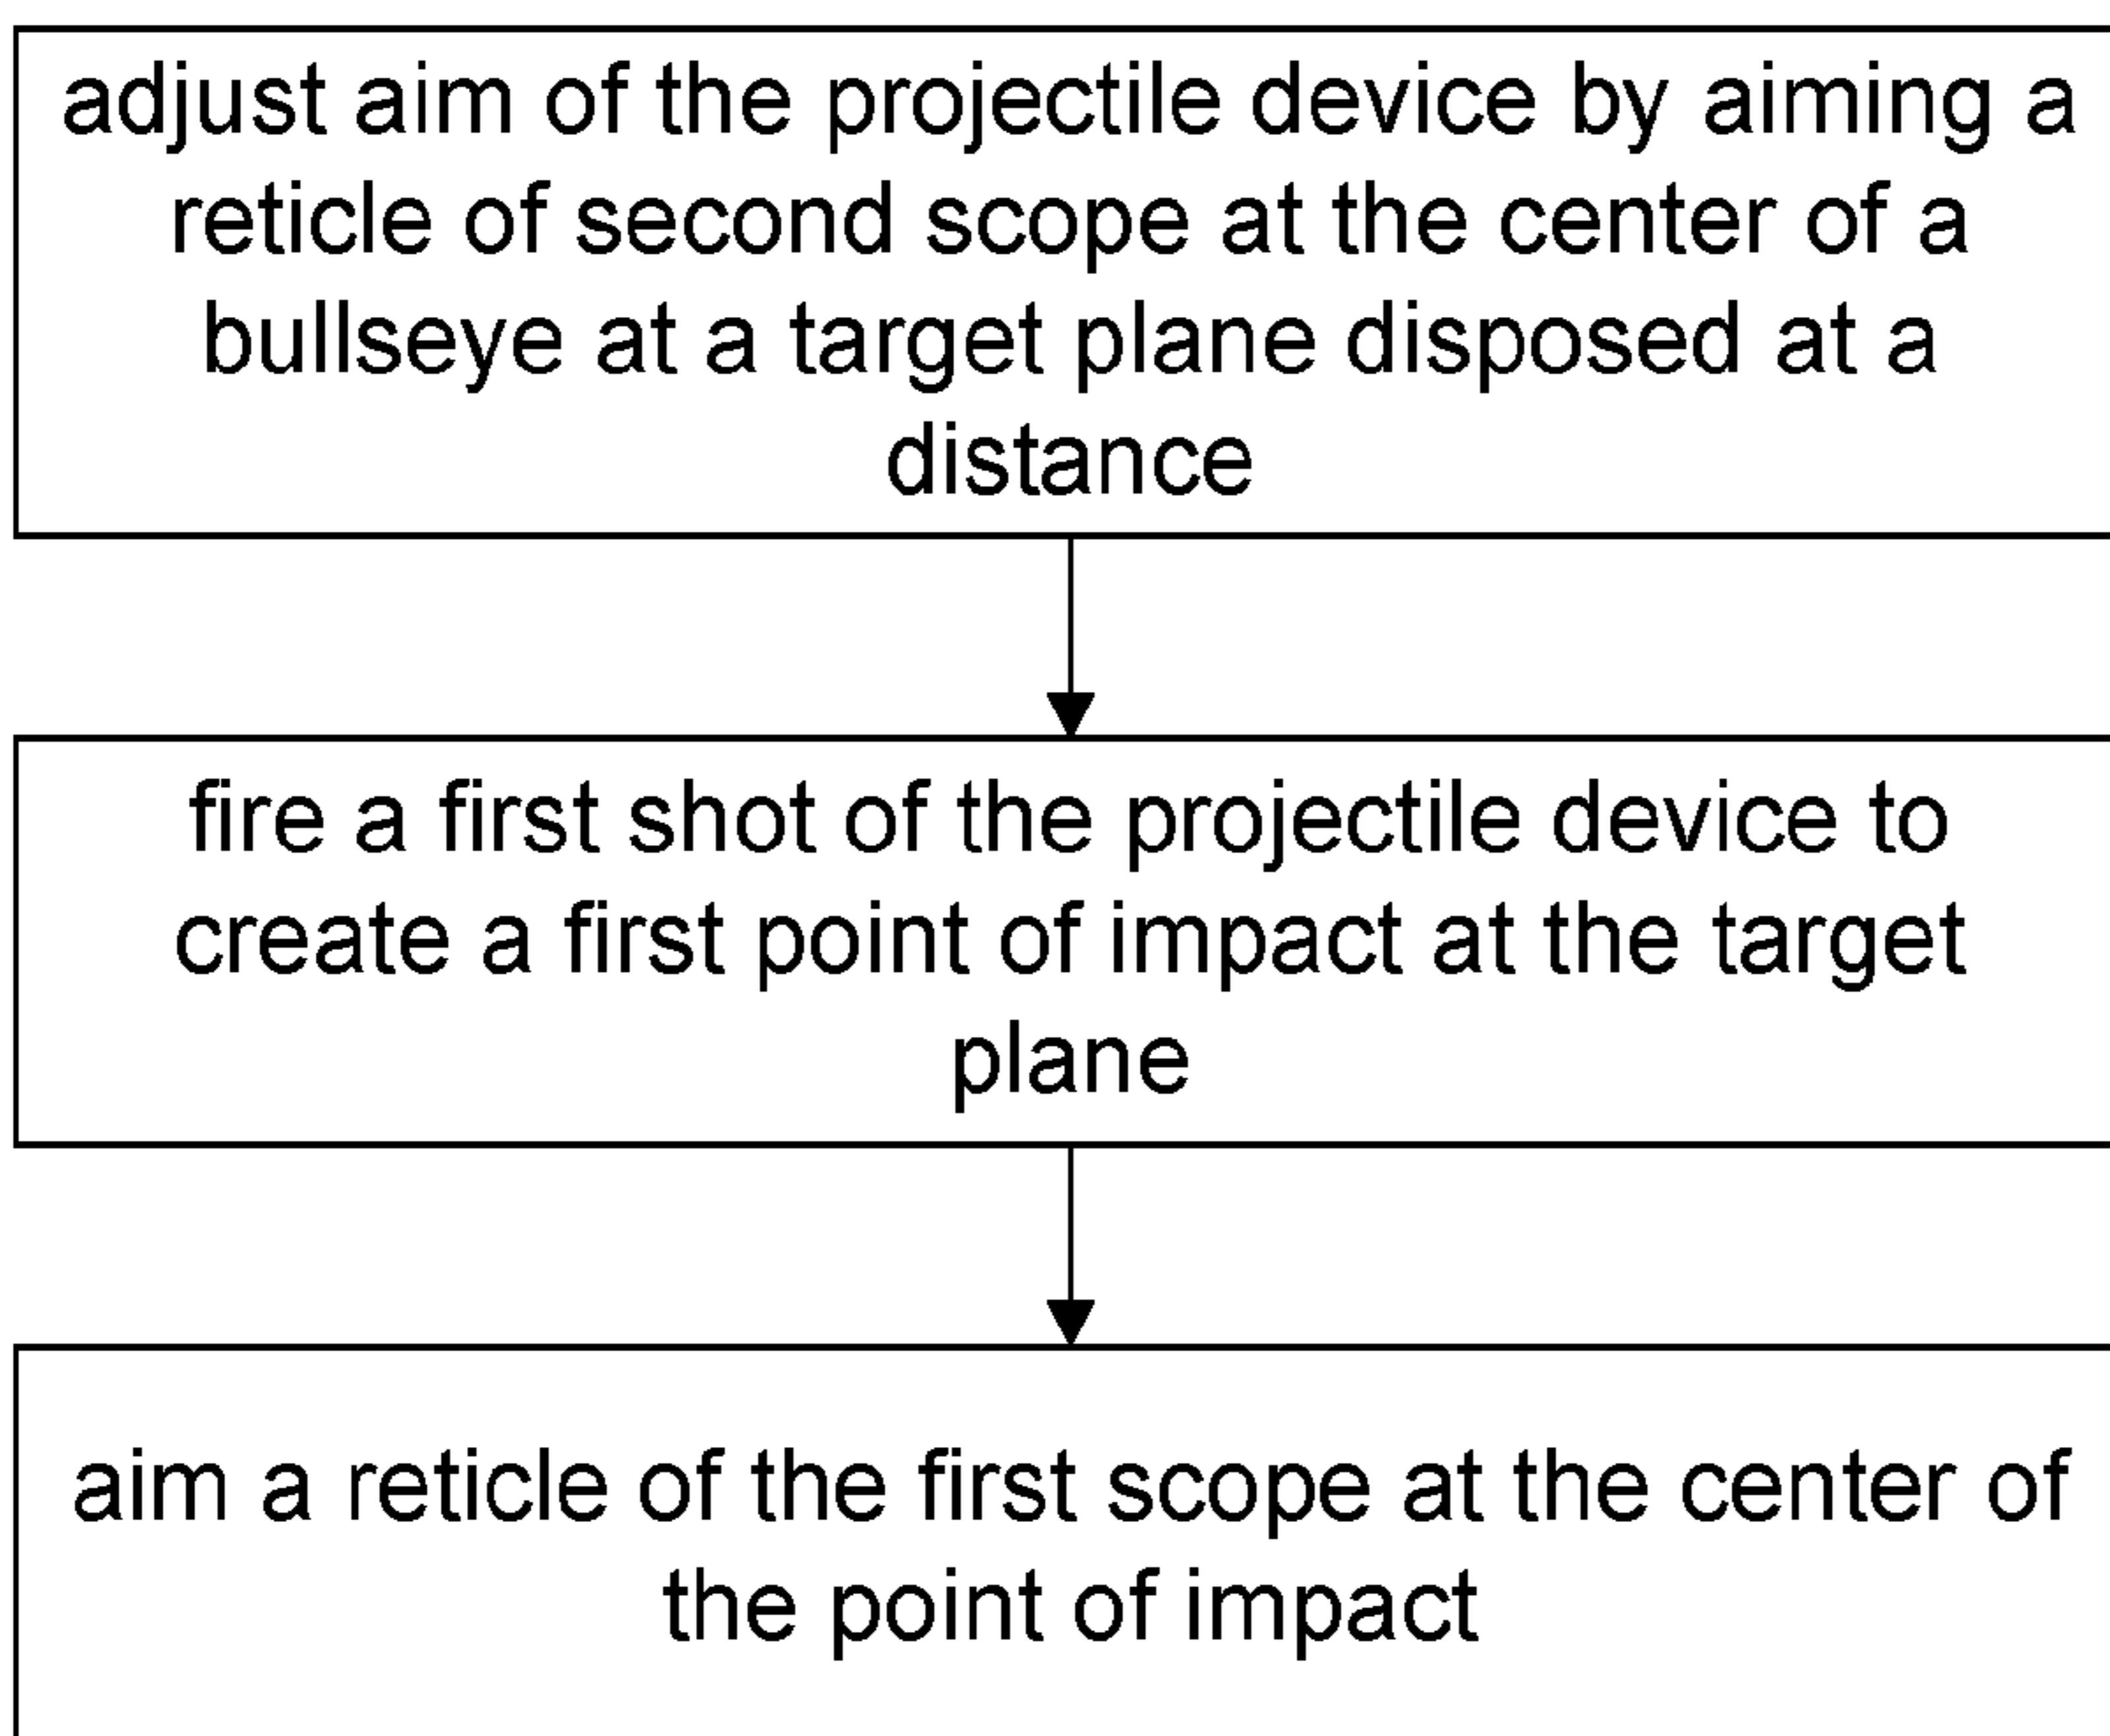 adjust aim of the projectile device by aiming a
reticle of second scope at the center of a
bullseye at a target plane disposed at a
distance
fire a first shot of the projectile device to
create a first point of impact at the target
plane
aim a reticle of the first scope at the center of
the point of impact